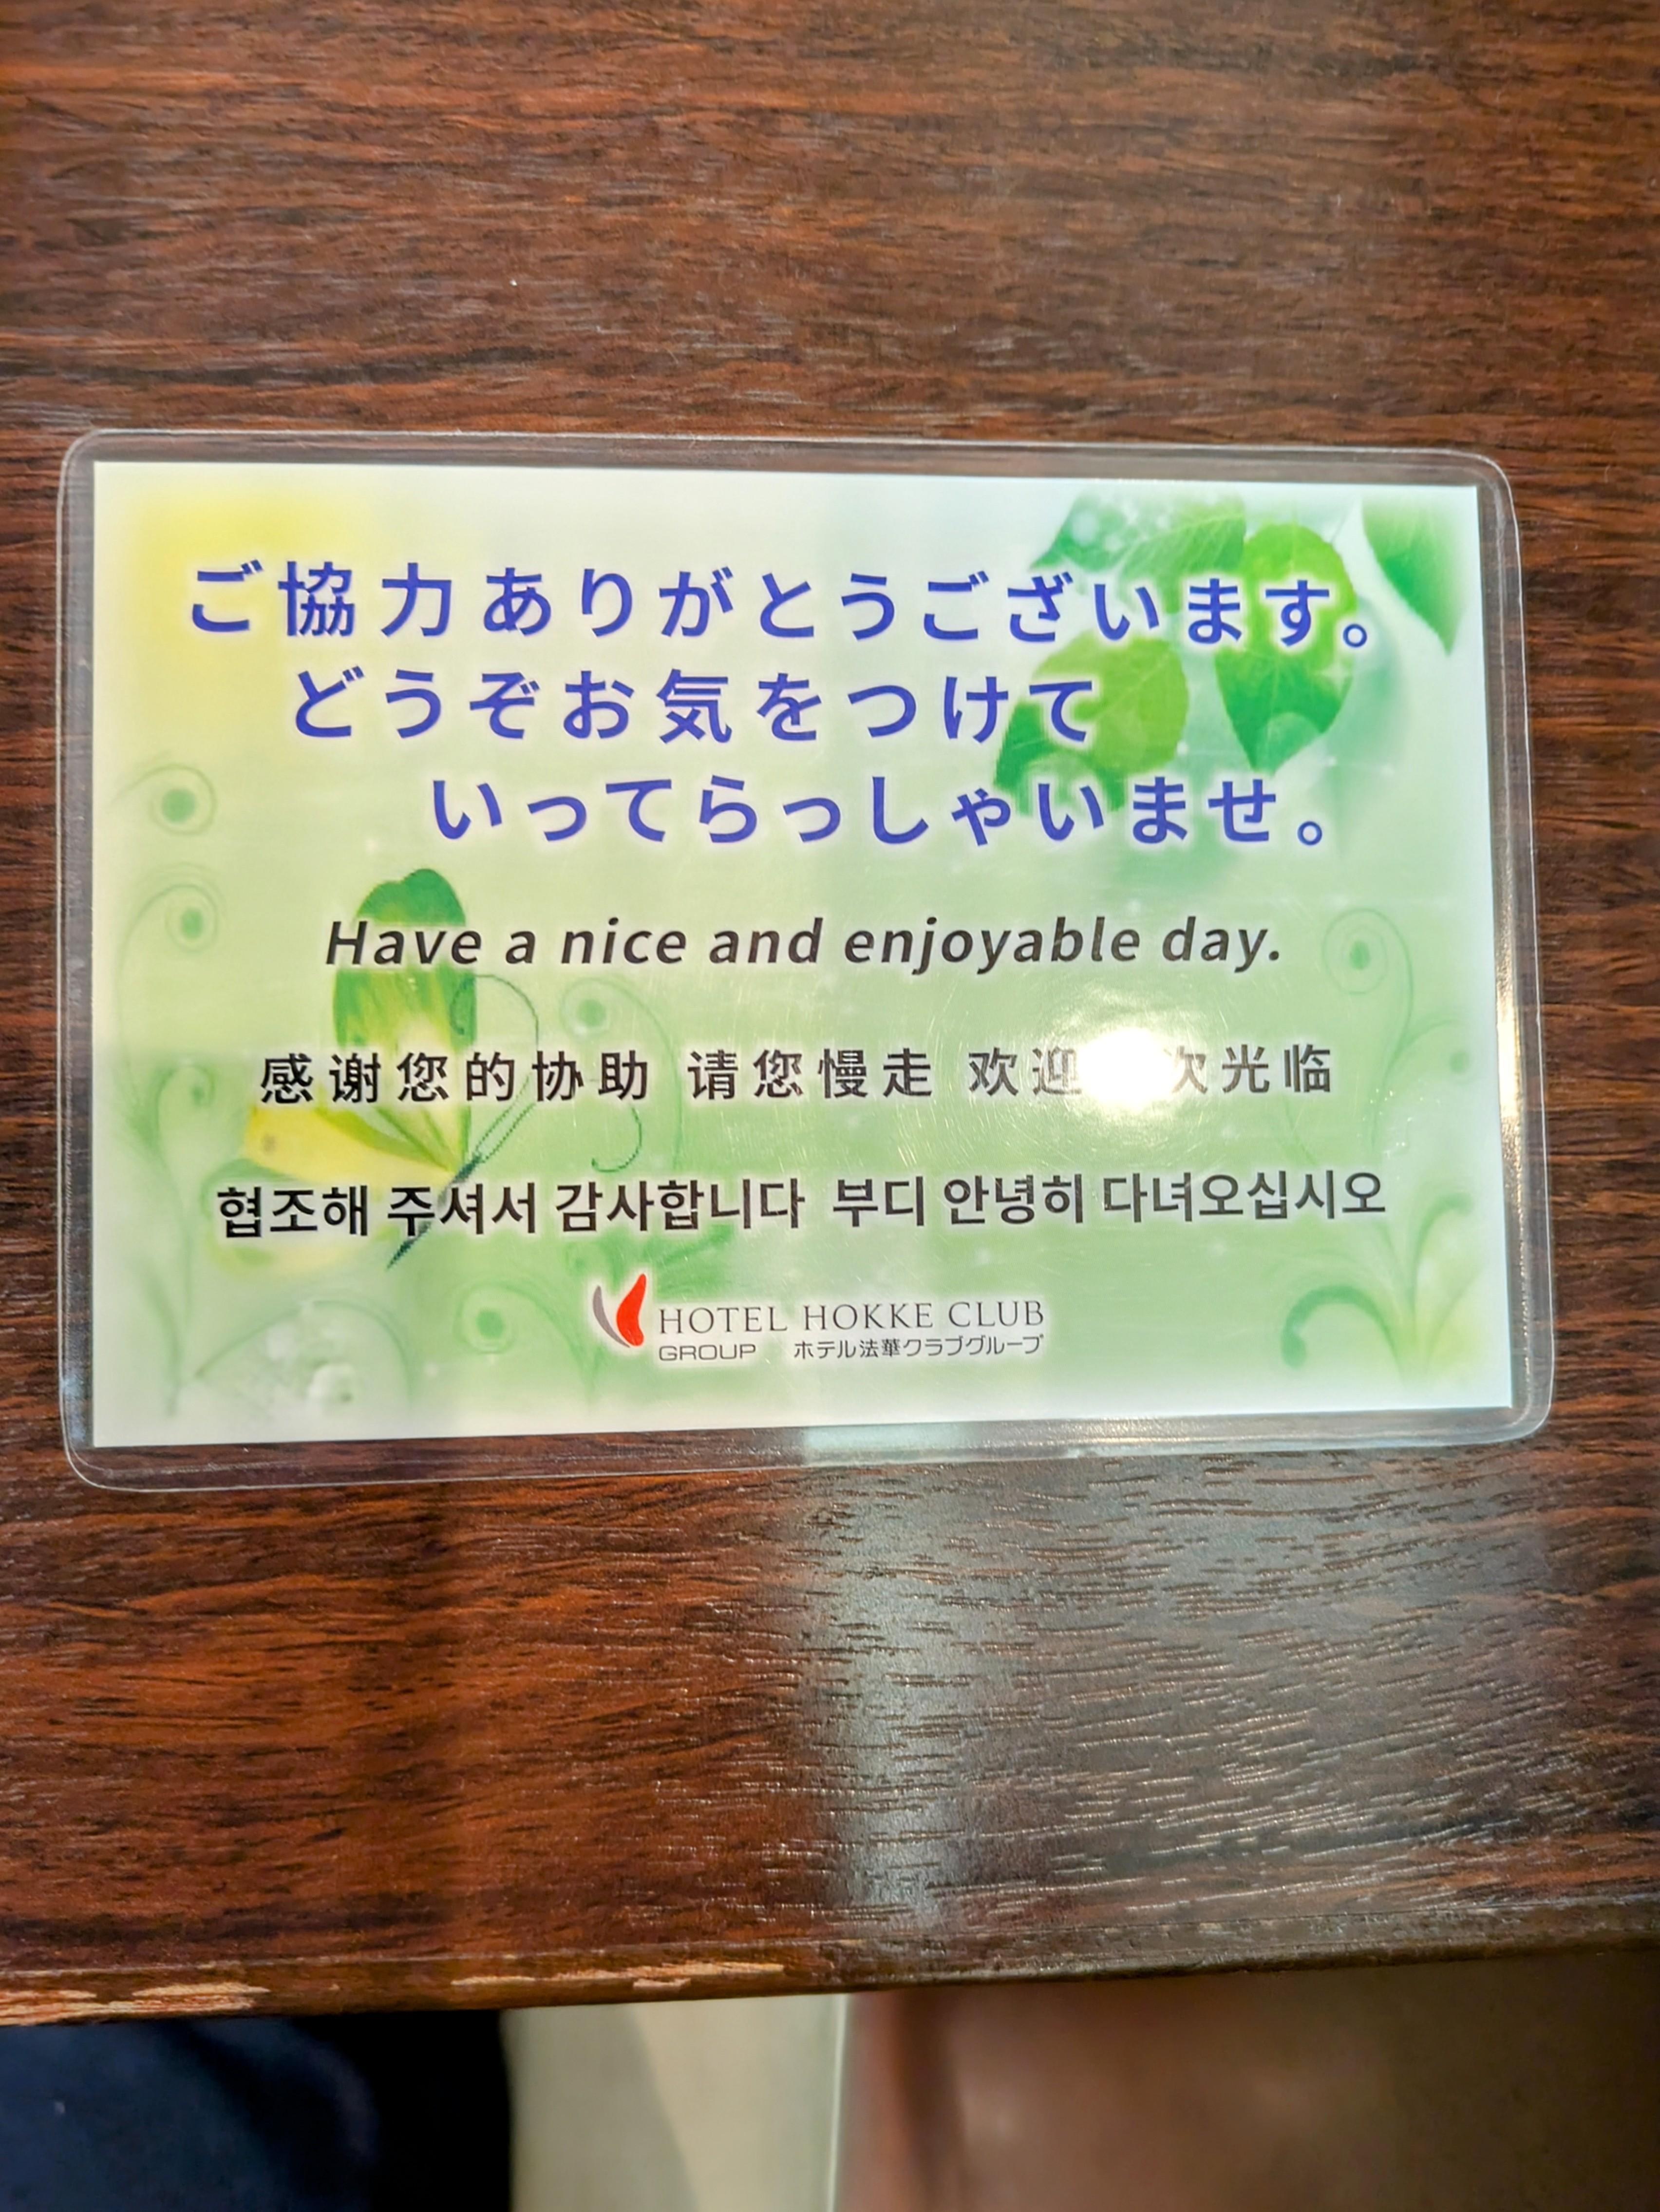 ご協力ありがとうございます。
どうぞお気をつけて
いってらっしゃいませ。
Have a nice and enjoyable day.
感谢您的协助 请您慢走 欢迎 次光临
협조해 주셔서 감사합니다 부디 안녕히 다녀오십시오
HOTEL HOKKE CLUB
GROUP ホテル法華クラブグループ